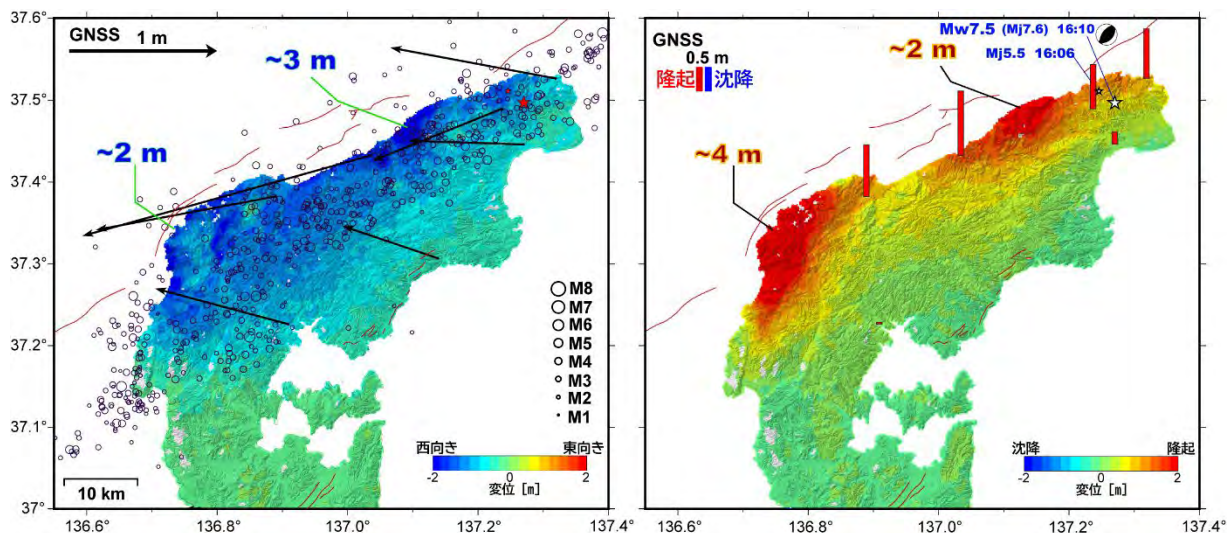 37.6°
37.5°
37.4°
37.3°
37.2°
37.1°
37°
GNSS
1 m
~3 m
~2 m
M8
M7
M6
M5
M4
M3
M2
M1
西向き
東向き
-2
0
2
変位 [m]
10 km
136.6°
136.8°
137.0°
137.2°
137.4°
GNSS
0.5 m
隆起
沈降
~2 m
Mw7.5 (Mj7.6) 16:10
Mj5.5 16:06
~4 m
沈降
隆起
-2
0
2
変位 [m]
136.6°
136.8°
137.0°
137.2°
137.4°